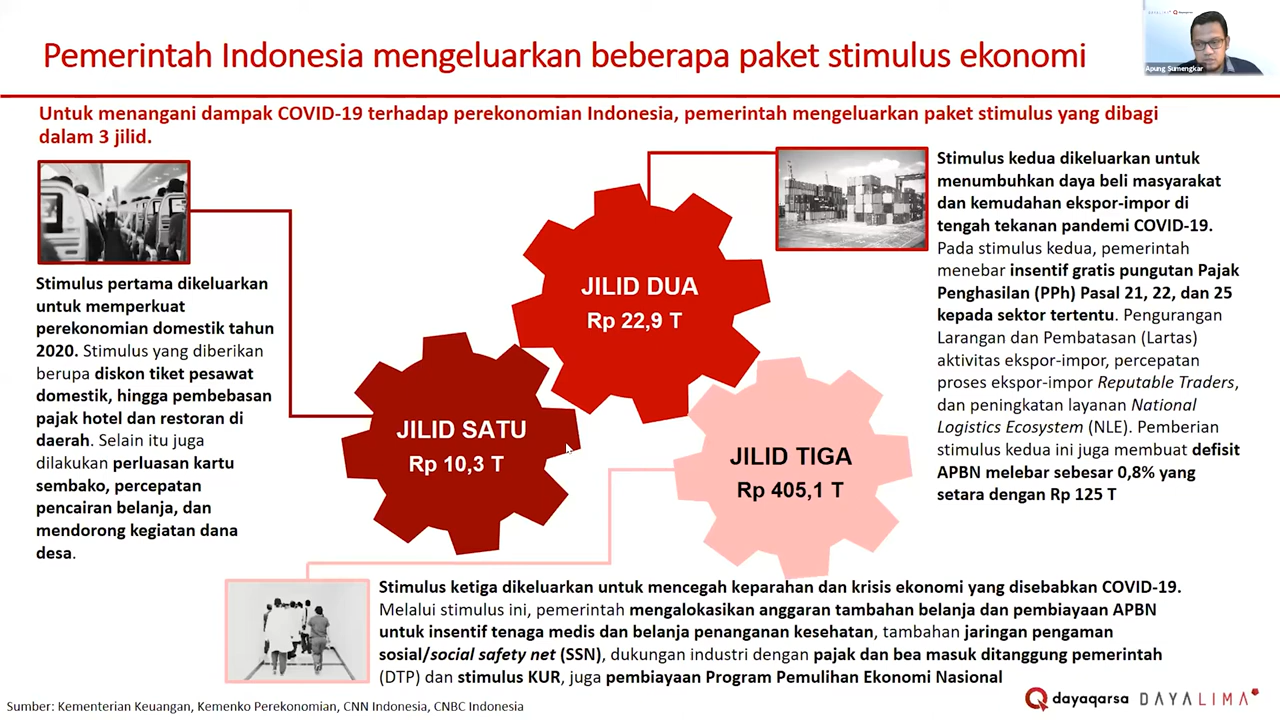 Pemerintah Indonesia mengeluarkan beberapa paket stimulus ekonomi
Apung Sumengkar
Untuk menangani dampak COVID-19 terhadap perekonomian Indonesia, pemerintah mengeluarkan paket stimulus yang dibagi
dalam 3 jilid.
Stimulus pertama dikeluarkan
untuk memperkuat
perekonomian domestik tahun
2020. Stimulus yang diberikan
berupa diskon tiket pesawat
domestik, hingga pembebasan
pajak hotel dan restoran di
daerah. Selain itu juga
dilakukan perluasan kartu
sembako, percepatan
pencairan belanja, dan
mendorong kegiatan dana
desa.
JILID SATU
Rp 10,3 T
JILID DUA
Rp 22,9 T
JILID TIGA
Rp 405,1 T
Stimulus kedua dikeluarkan untuk
menumbuhkan daya beli masyarakat
dan kemudahan ekspor-impor di
tengah tekanan pandemi COVID-19.
Pada stimulus kedua, pemerintah
menebar insentif gratis pungutan Pajak
Penghasilan (PPh) Pasal 21, 22, dan 25
kepada sektor tertentu. Pengurangan
Larangan dan Pembatasan (Lartas)
aktivitas ekspor-impor, percepatan
proses ekspor-impor Reputable Traders,
dan peningkatan layanan National
Logistics Ecosystem (NLE). Pemberian
stimulus kedua ini juga membuat defisit
APBN melebar sebesar 0,8% yang
setara dengan Rp 125 T
Stimulus ketiga dikeluarkan untuk mencegah keparahan dan krisis ekonomi yang disebabkan COVID-19.
Melalui stimulus ini, pemerintah mengalokasikan anggaran tambahan belanja dan pembiayaan APBN
untuk insentif tenaga medis dan belanja penanganan kesehatan, tambahan jaringan pengaman
sosial/social safety net (SSN), dukungan industri dengan pajak dan bea masuk ditanggung pemerintah
(DTP) dan stimulus KUR, juga pembiayaan Program Pemulihan Ekonomi Nasional
Sumber: Kementerian Keuangan, Kemenko Perekonomian, CNN Indonesia, CNBC Indonesia
dayaqarsa DAYALIMA